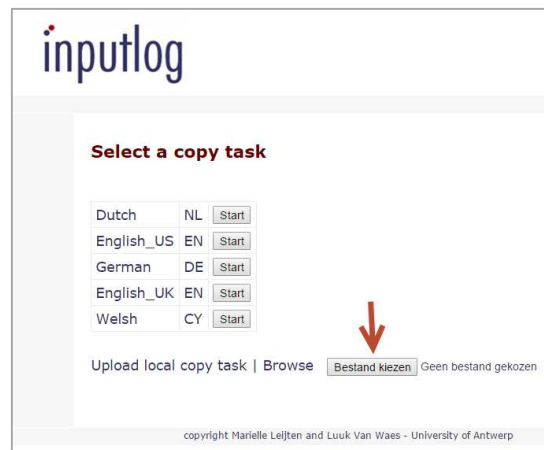 inputlog
Select a copy task
Dutch NL Start
English_US EN Start
German DE Start
English_UK EN Start
Welsh CY Start
Upload local copy task | Browse Bestand kiezen Geen bestand gekozen
copyright Marielle Leijten and Luuk Van Waes - University of Antwerp